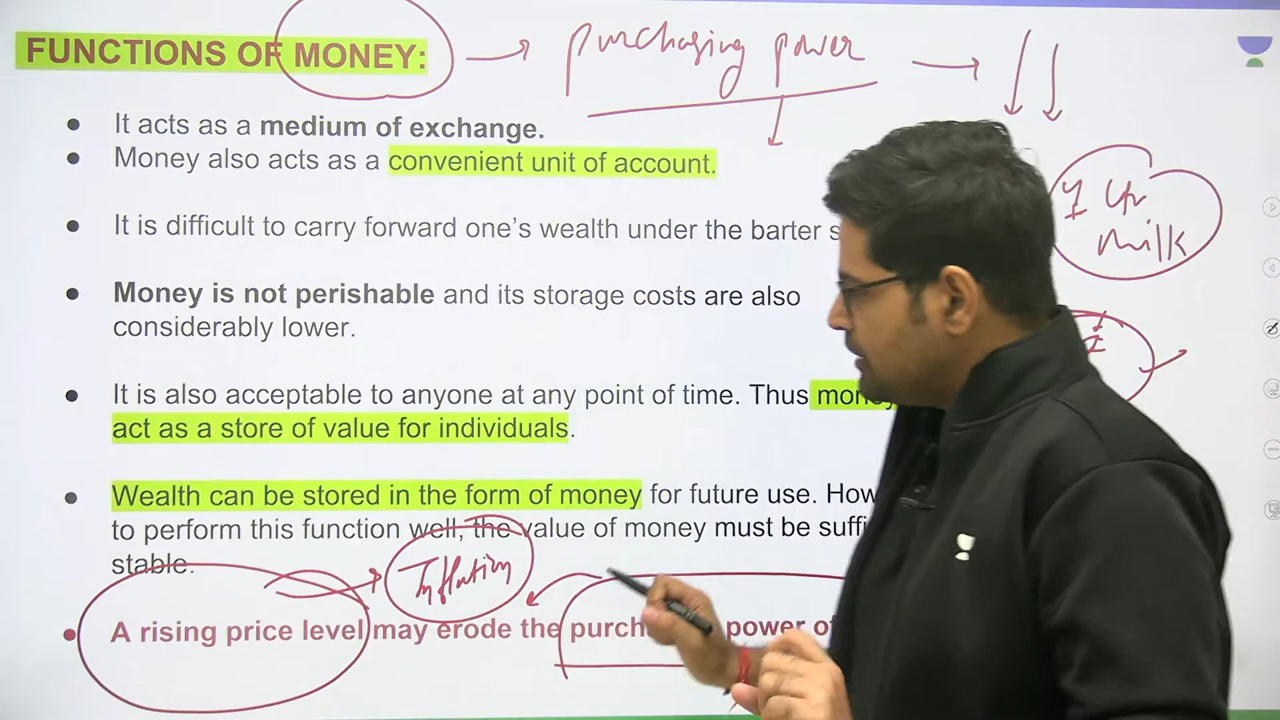 FUNCTIONS OF MONEY: → purchasing power → ↓↓
It acts as a medium of exchange.
Money also acts as a convenient unit of account.
1 ltr
milk
It is difficult to carry forward one's wealth under the barter s
Money is not perishable and its storage costs are also
considerably lower.
It is also acceptable to anyone at any point of time. Thus money
act as a store of value for individuals.
Wealth can be stored in the form of money for future use. How
to perform this function well, the value of money must be suffi
stable.
Inflation
A rising price level may erode the purch power of